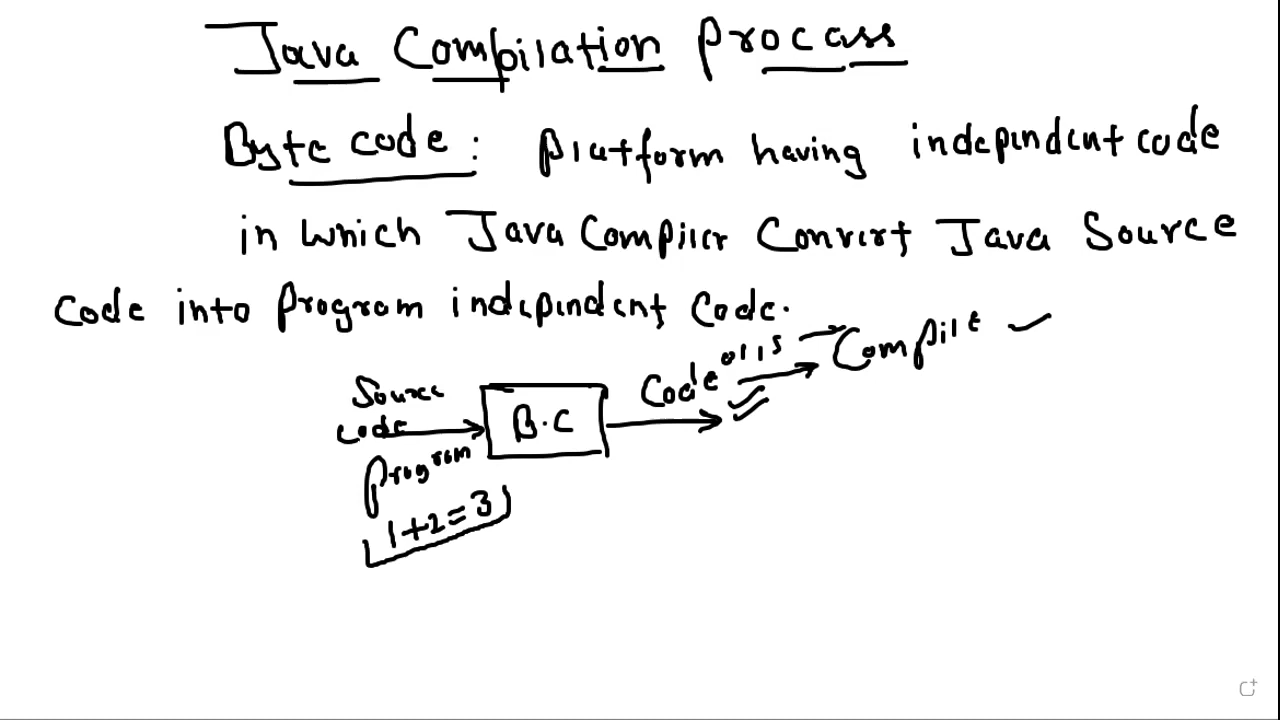 Java Compilation Procass
Byte code: Platform having independent code
in which Java Compiler Convert Java Source
Code into Program independent Code.
Source
code
Program
1+2=3
B.C
Code
Compile